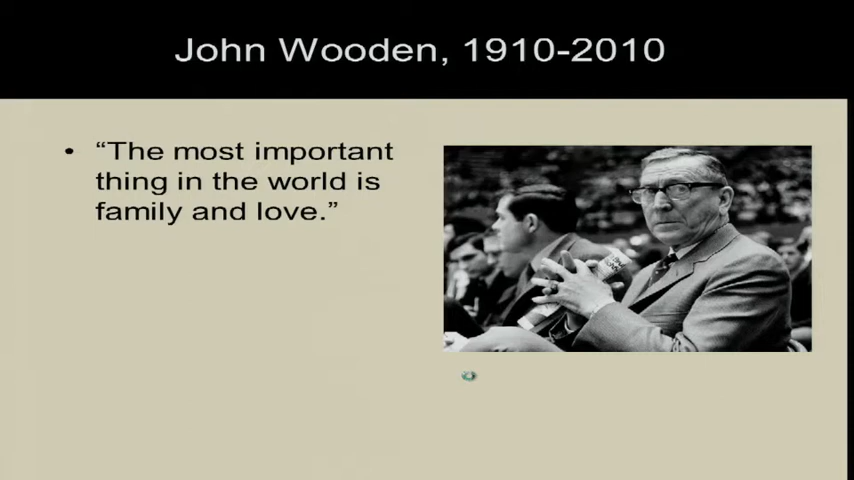 John Wooden, 1910-2010
• “The most important
thing in the world is
family and love.”